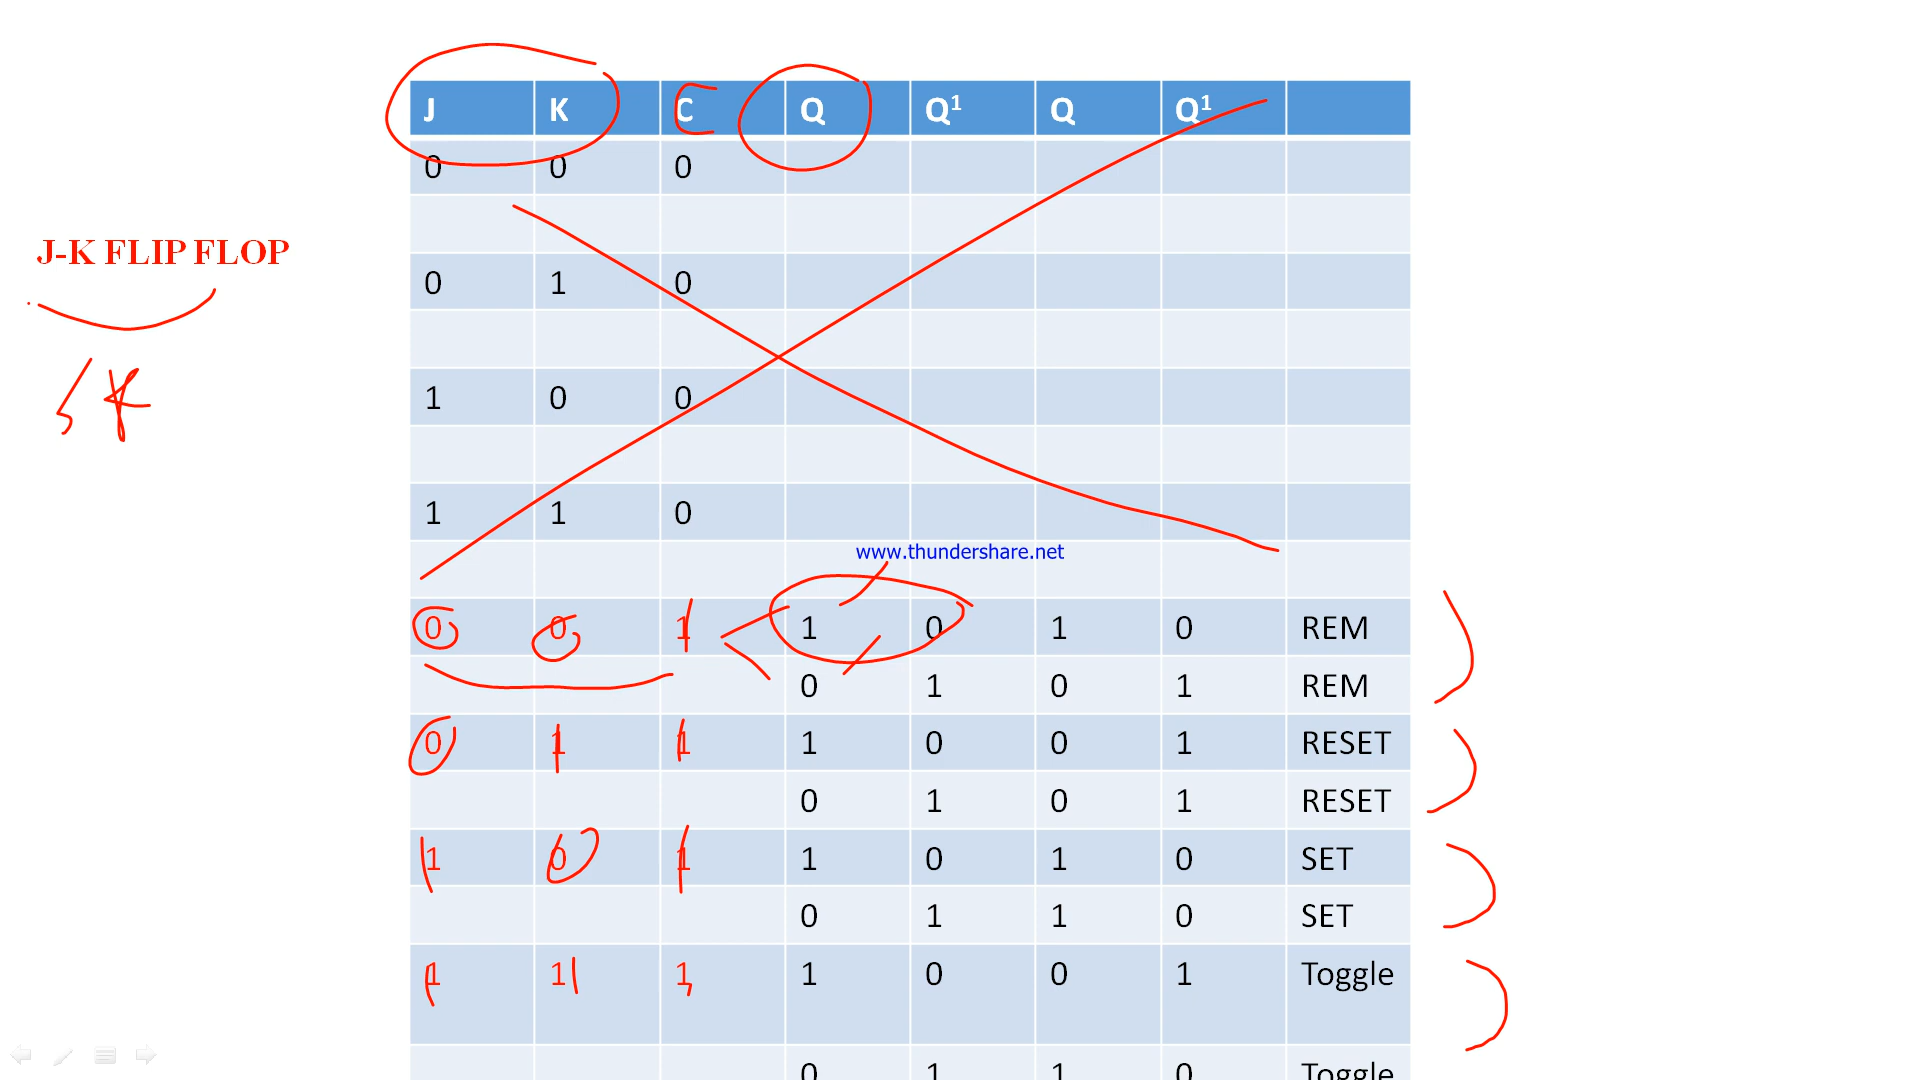 J K C Q Q¹ Q Q¹
0 0 0
J-K FLIP FLOP
0 1 0
1 0 0
1 1 0
www.thundershare.net
0 0 1 1 0 1 0 REM
0 1 0 1 REM
0 1 1 1 0 0 1 RESET
0 1 0 1 RESET
1 0 1 1 0 1 0 SET
0 1 1 0 SET
1 1 1 1 0 0 1 Toggle
0 1 1 0 Toggle